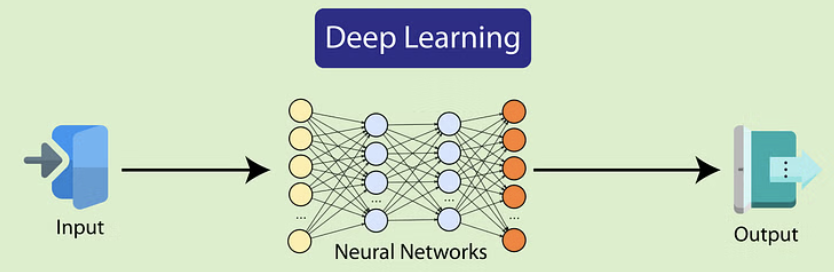 Deep Learning
Input
...
...
...
...
Neural Networks
Output